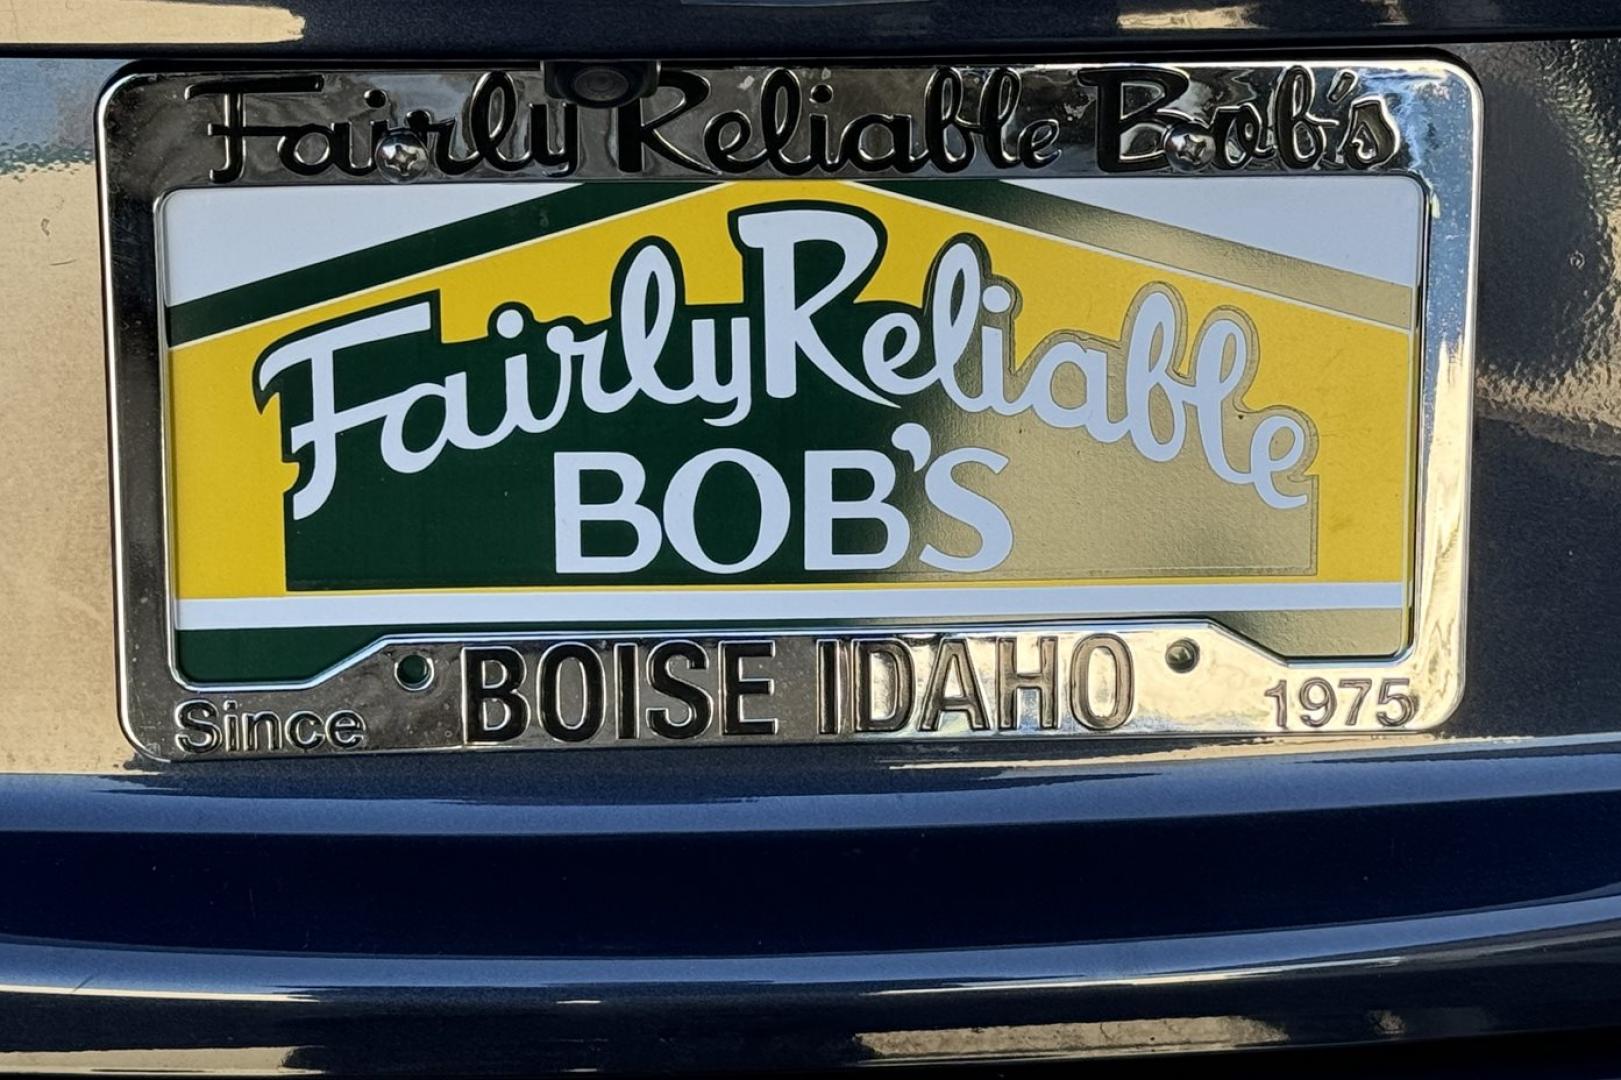 Fairly Reliable Bob's
Fairly Reliable
BOB'S
BOISE IDAHO
Since 1975